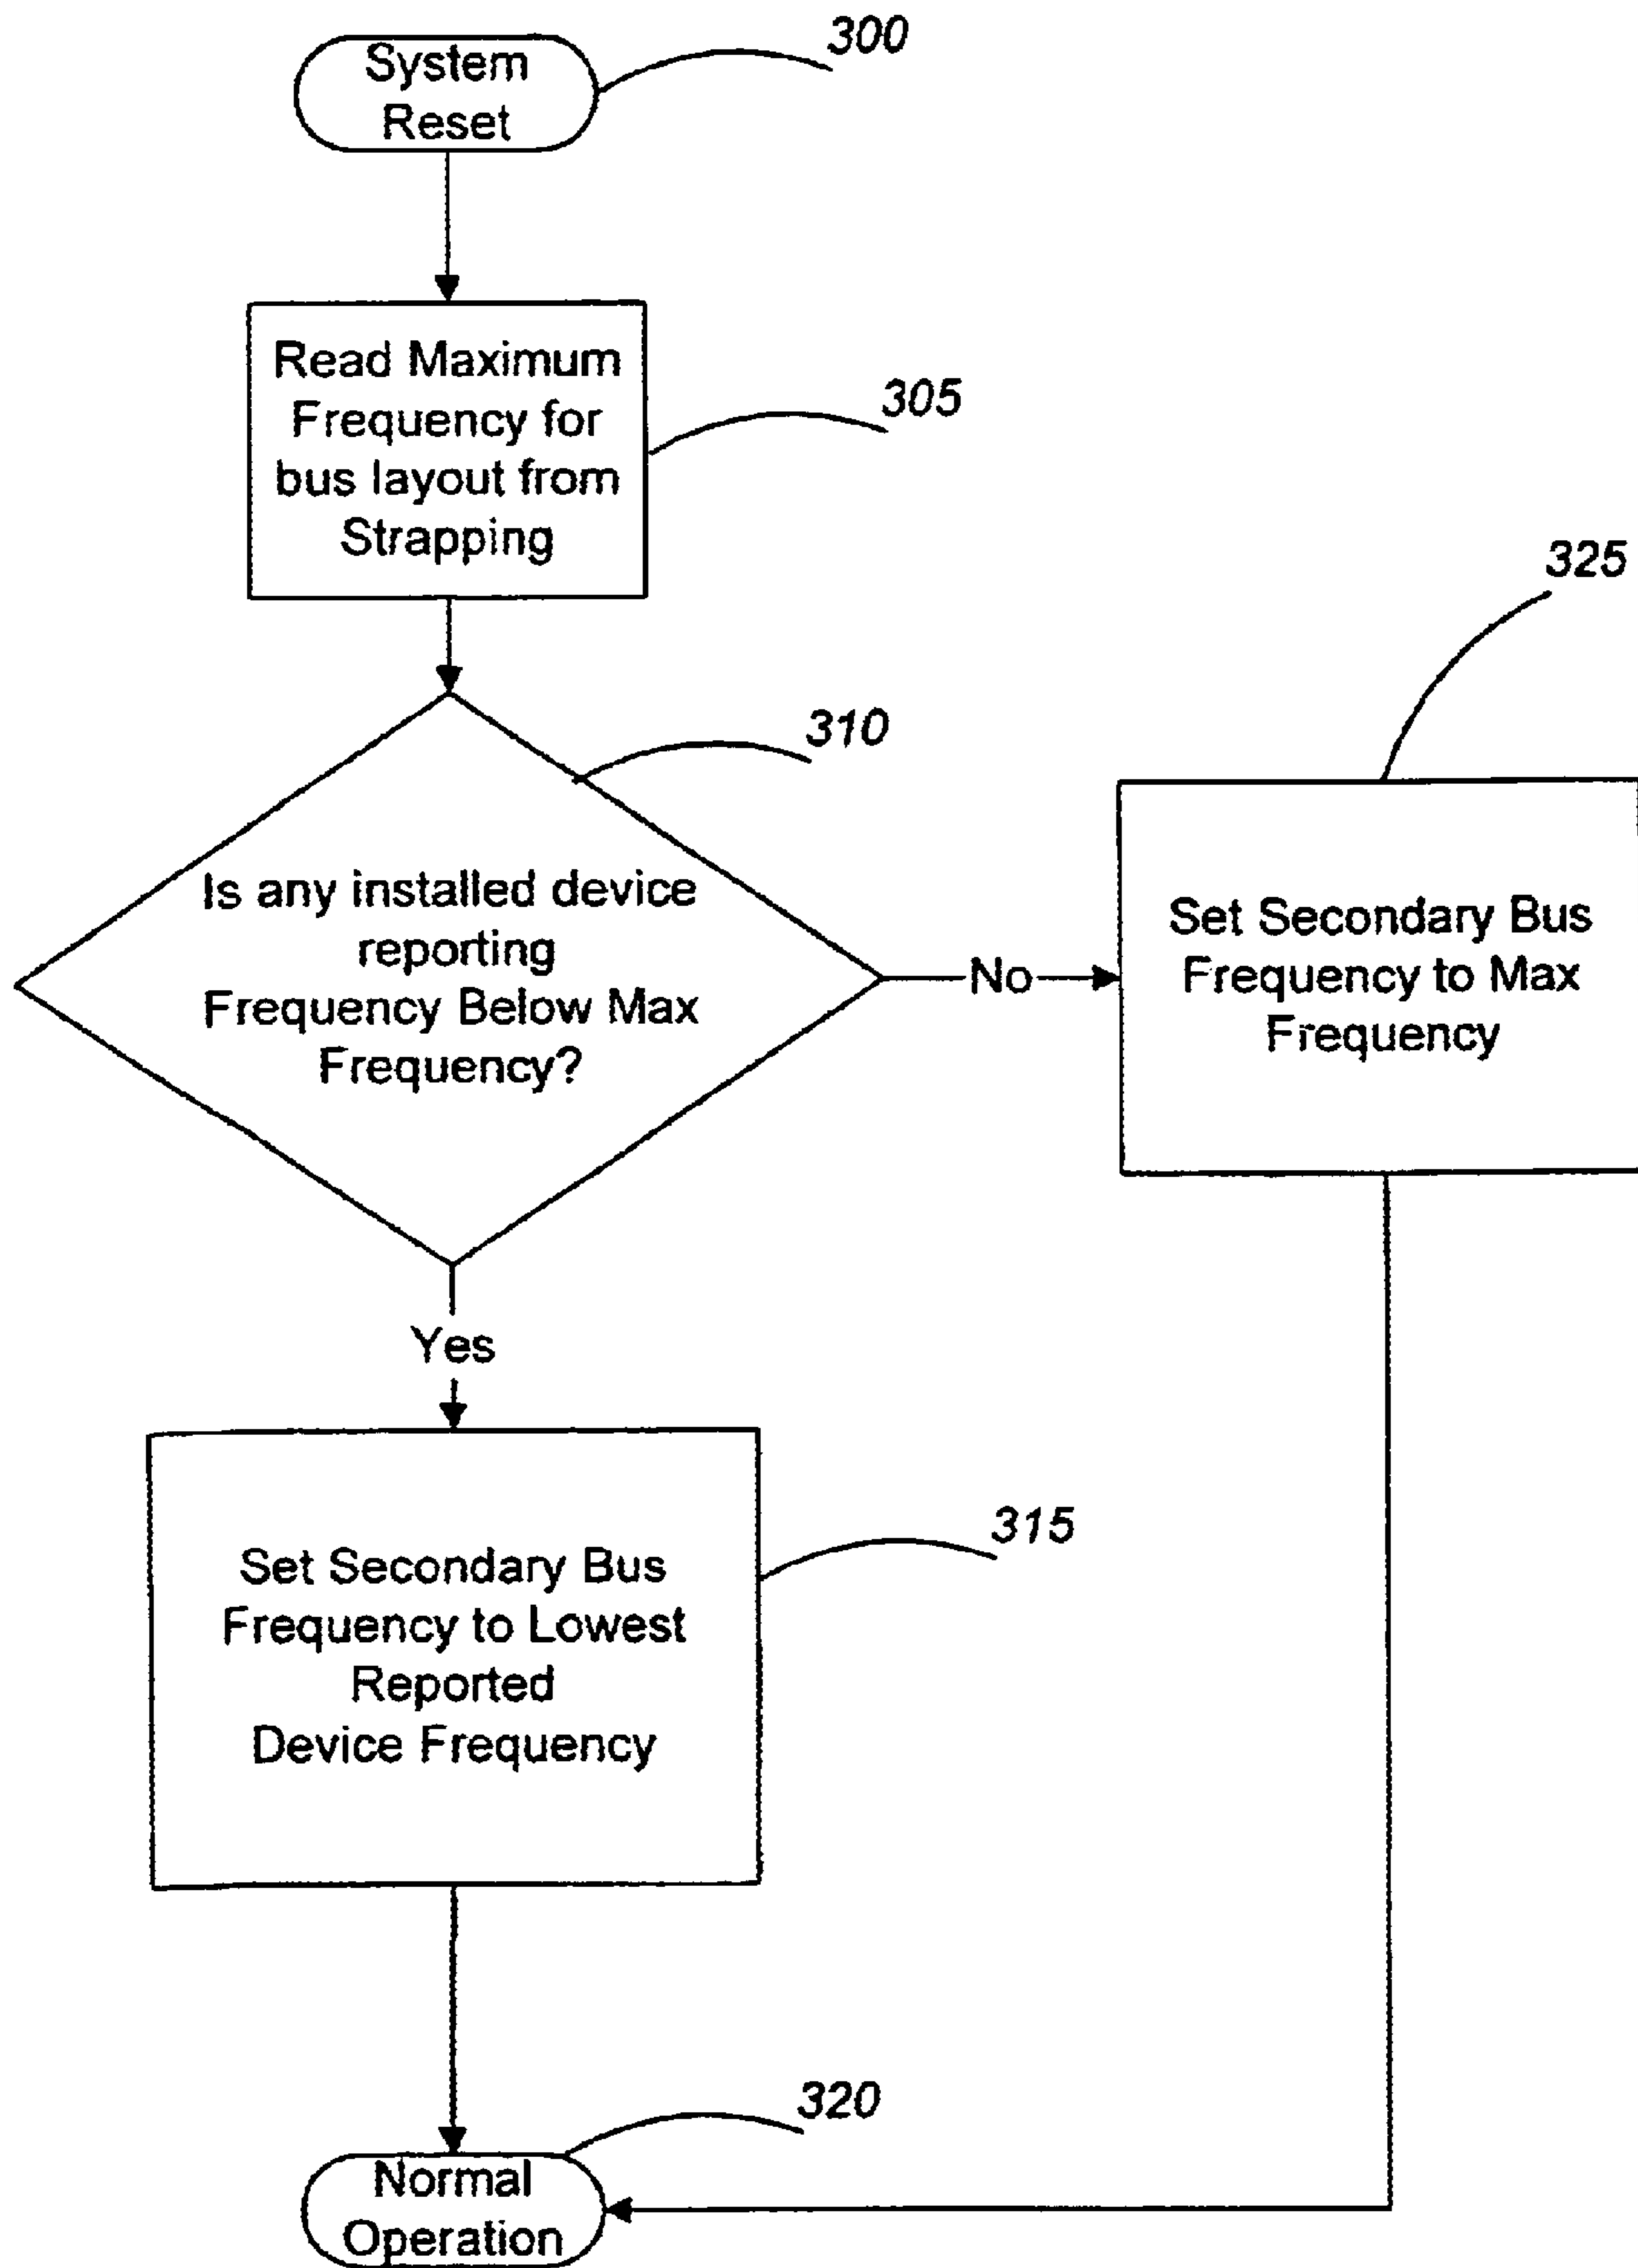 300
System
Reset
305
Read Maximum
Frequency for
bus layout from
Strapping
310
Is any installed device
reporting
Frequency Below Max
Frequency?
No
325
Set Secondary Bus
Frequency to Max
Frequency
Yes
315
Set Secondary Bus
Frequency to Lowest
Reported
Device Frequency
320
Normal
Operation